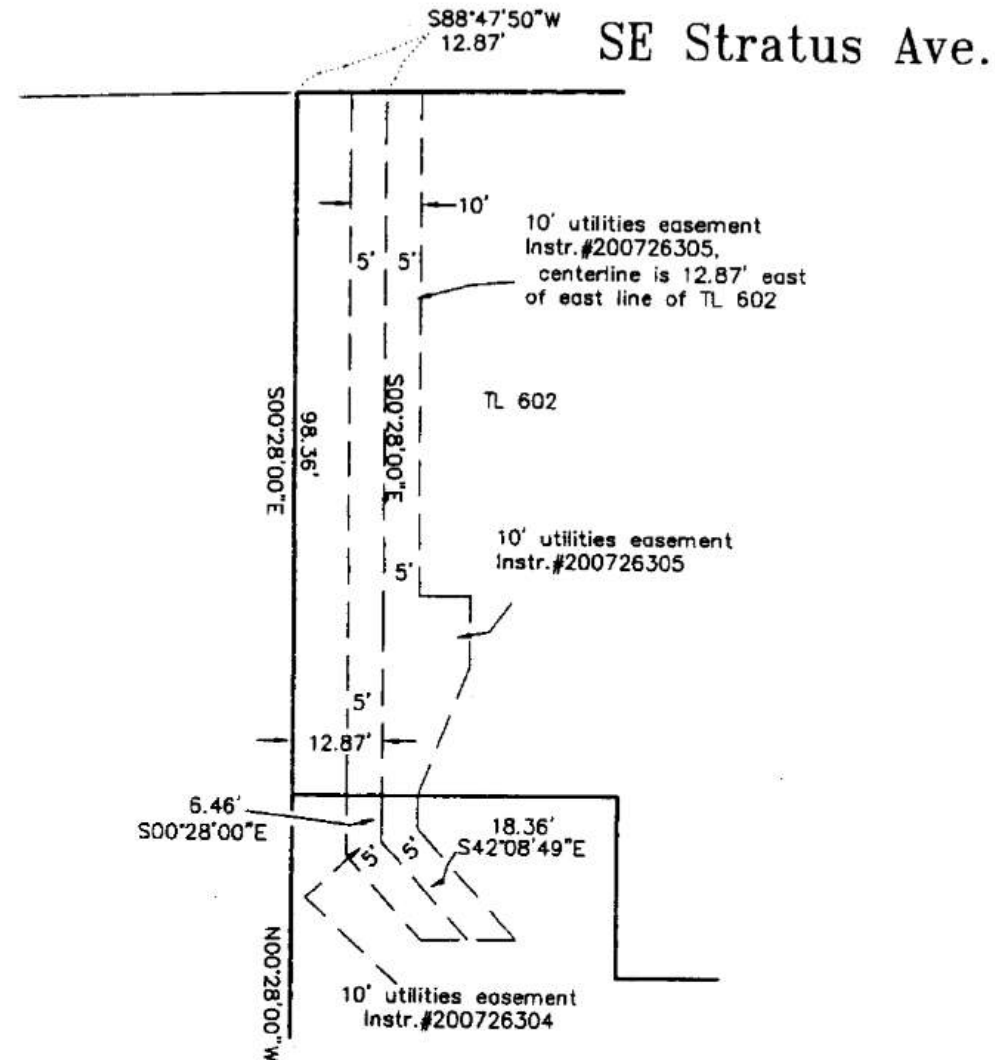 S88°47'50"W
12.87'
SE Stratus Ave.
10'
10' utilities easement
Instr.#200726305,
centerline is 12.87' east
of east line of TL 602
5' 5'
S00°28'00"E
98.36'
S00°28'00"E
TL 602
10' utilities easement
Instr.#200726305
5'
5'
12.87'
6.46'
S00°28'00"E
18.36'
S42°08'49"E
5' 5'
N00°28'00"W
10' utilities easement
Instr.#200726304